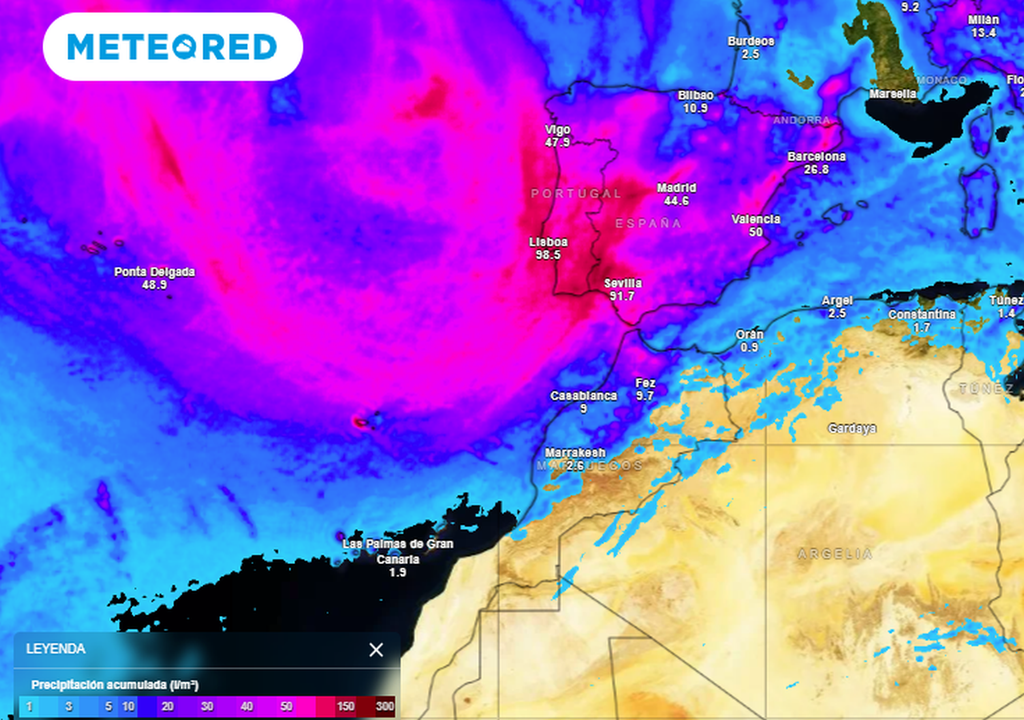 METEORED
9.2
Milán
13.4
Burdeos
2.5
MONACO
Marsella
Bilbao
10.9
ANDORRA
Vigo
47.9
Barcelona
26.8
PORTUGAL
Madrid
44.6
ESPAÑA
Valencia
50
Lisboa
98.5
Ponta Delgada
48.9
Sevilla
91.7
Argel
2.5
Constantina
1.7
Túnez
1.4
Orán
0.9
Fez
9.7
Casablanca
9
TÚNEZ
Gardaya
Marrakesh
2.6
MARRUECOS
Las Palmas de Gran
Canaria
1.9
ARGELIA
LEYENDA ×
Precipitación acumulada (l/m²)
1 3 5 10 20 30 40 50 150 300